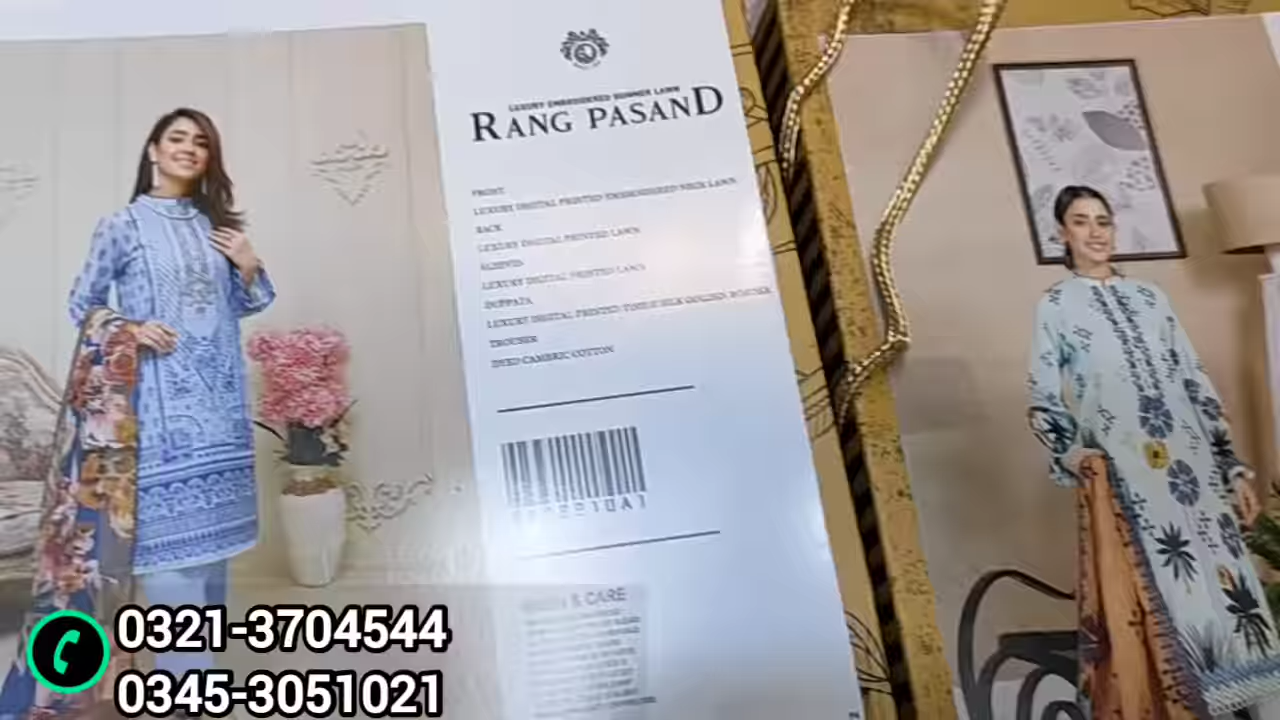 LUXURY EMBROIDERED SUMMER LAWN
RANG PASAND
FRONT
LUXURY DIGITAL PRINTED EMBROIDERED NECK LAWN
BACK
LUXURY DIGITAL PRINTED LAWN
SLEEVES
LUXURY DIGITAL PRINTED LAWN
DUPPATA
LUXURY DIGITAL PRINTED TISSUE SILK GOLDEN BORDER
TROUSER
DYED CAMBRIC COTTON
& CARE
0321-3704544
0345-3051021